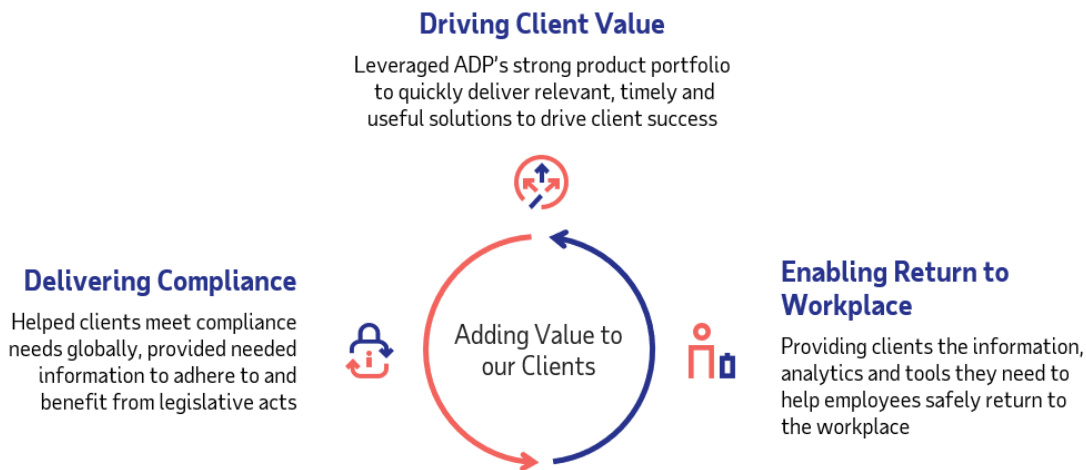 Driving Client Value
Leveraged ADP's strong product portfolio
to quickly deliver relevant, timely and
useful solutions to drive client success
Delivering Compliance
Helped clients meet compliance
needs globally, provided needed
information to adhere to and
benefit from legislative acts
Adding Value to
our Clients
Enabling Return to
Workplace
Providing clients the information,
analytics and tools they need to
help employees safely return to
the workplace